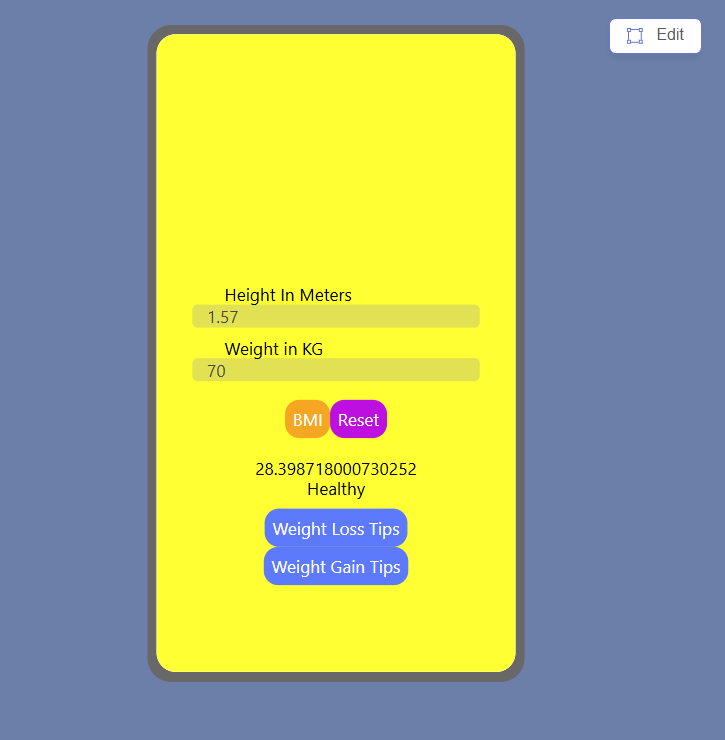 Edit
Height In Meters
1.57
Weight in KG
70
BMI Reset
28.398718000730252
Healthy
Weight Loss Tips
Weight Gain Tips